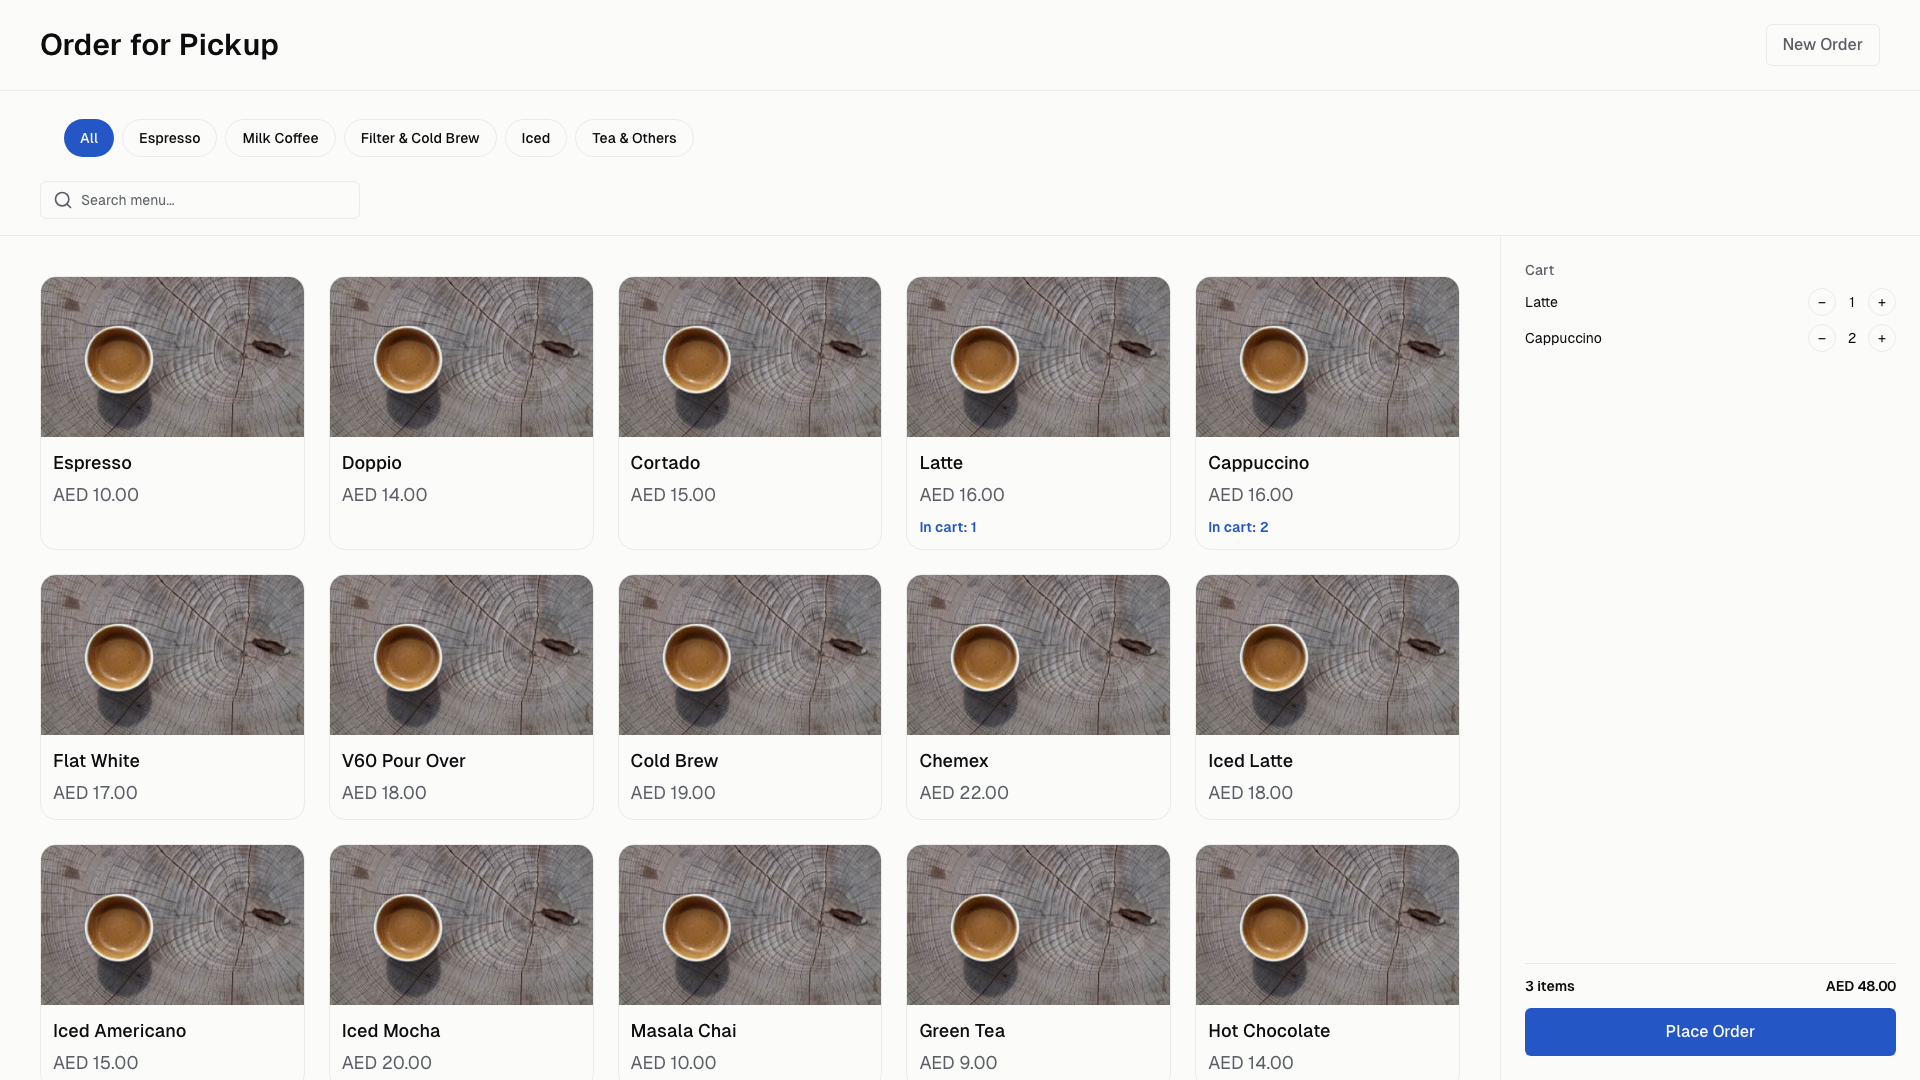 Order for Pickup
New Order
All Espresso Milk Coffee Filter & Cold Brew Iced Tea & Others
Search menu...
Espresso
AED 10.00
Doppio
AED 14.00
Cortado
AED 15.00
Latte
AED 16.00
In cart: 1
Cappuccino
AED 16.00
In cart: 2
Flat White
AED 17.00
V60 Pour Over
AED 18.00
Cold Brew
AED 19.00
Chemex
AED 22.00
Iced Latte
AED 18.00
Iced Americano
AED 15.00
Iced Mocha
AED 20.00
Masala Chai
AED 10.00
Green Tea
AED 9.00
Hot Chocolate
AED 14.00
Cart
Latte − 1 +
Cappuccino − 2 +
3 items AED 48.00
Place Order